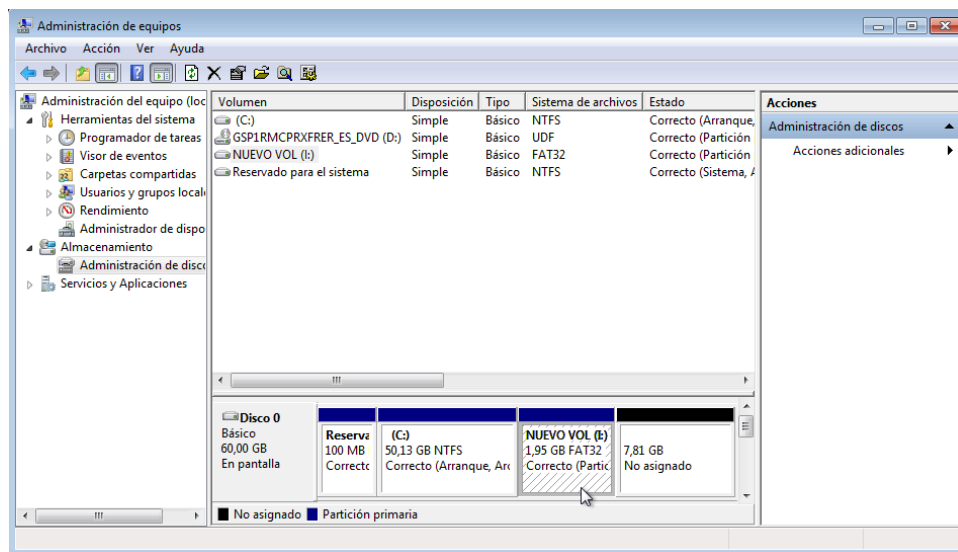 Administración de equipos
Archivo Acción Ver Ayuda
Administración del equipo (loc
Herramientas del sistema
Programador de tareas
Visor de eventos
Carpetas compartidas
Usuarios y grupos locale
Rendimiento
Administrador de dispo
Almacenamiento
Administración de disco
Servicios y Aplicaciones
Volumen Disposición Tipo Sistema de archivos Estado
(C:) Simple Básico NTFS Correcto (Arranque,
GSP1RMCPRXFRER_ES_DVD (D:) Simple Básico UDF Correcto (Partición
NUEVO VOL (I:) Simple Básico FAT32 Correcto (Partición
Reservado para el sistema Simple Básico NTFS Correcto (Sistema, A
Disco 0
Básico
60,00 GB
En pantalla
Reserva
100 MB
Correcto
(C:)
50,13 GB NTFS
Correcto (Arranque, Arc
NUEVO VOL (I:)
1,95 GB FAT32
Correcto (Partic
7,81 GB
No asignado
No asignado Partición primaria
Acciones
Administración de discos
Acciones adicionales